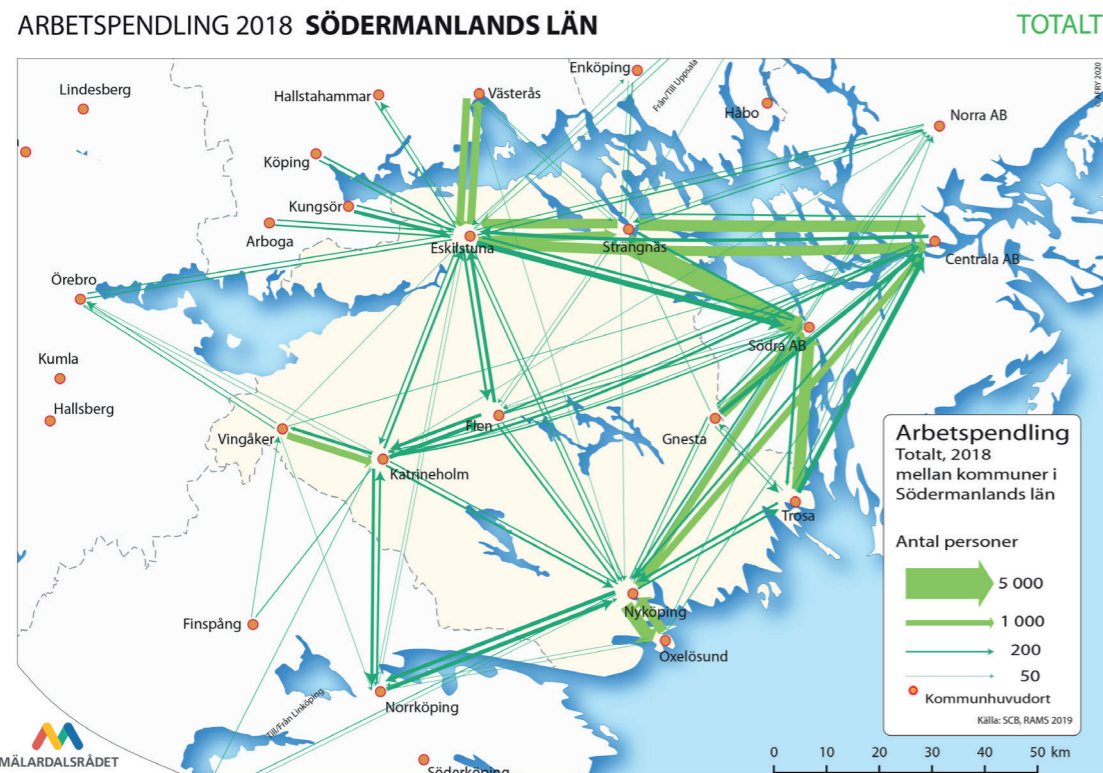 ARBETSPENDLING 2018 SÖDERMANLANDS LÄN
TOTALT
Enköping
Från/Till Uppsala
Lindesberg
Hallstahammar
Västerås
Håbo
Norra AB
Köping
Kungsör
Arboga
Eskilstuna
Strängnäs
Centrala AB
Örebro
Södra AB
Kumla
Hallsberg
Vingåker
Flen
Gnesta
Katrineholm
Trosa
Arbetspendling
Totalt, 2018
mellan kommuner i
Södermanlands län
Antal personer
5 000
1 000
200
50
Kommunhuvudort
Källa: SCB, RAMS 2019
Finspång
Nyköping
Oxelösund
Till/Från Linköping
Norrköping
MÄLARDALSRÅDET
Söderköping
0 10 20 30 40 50 km